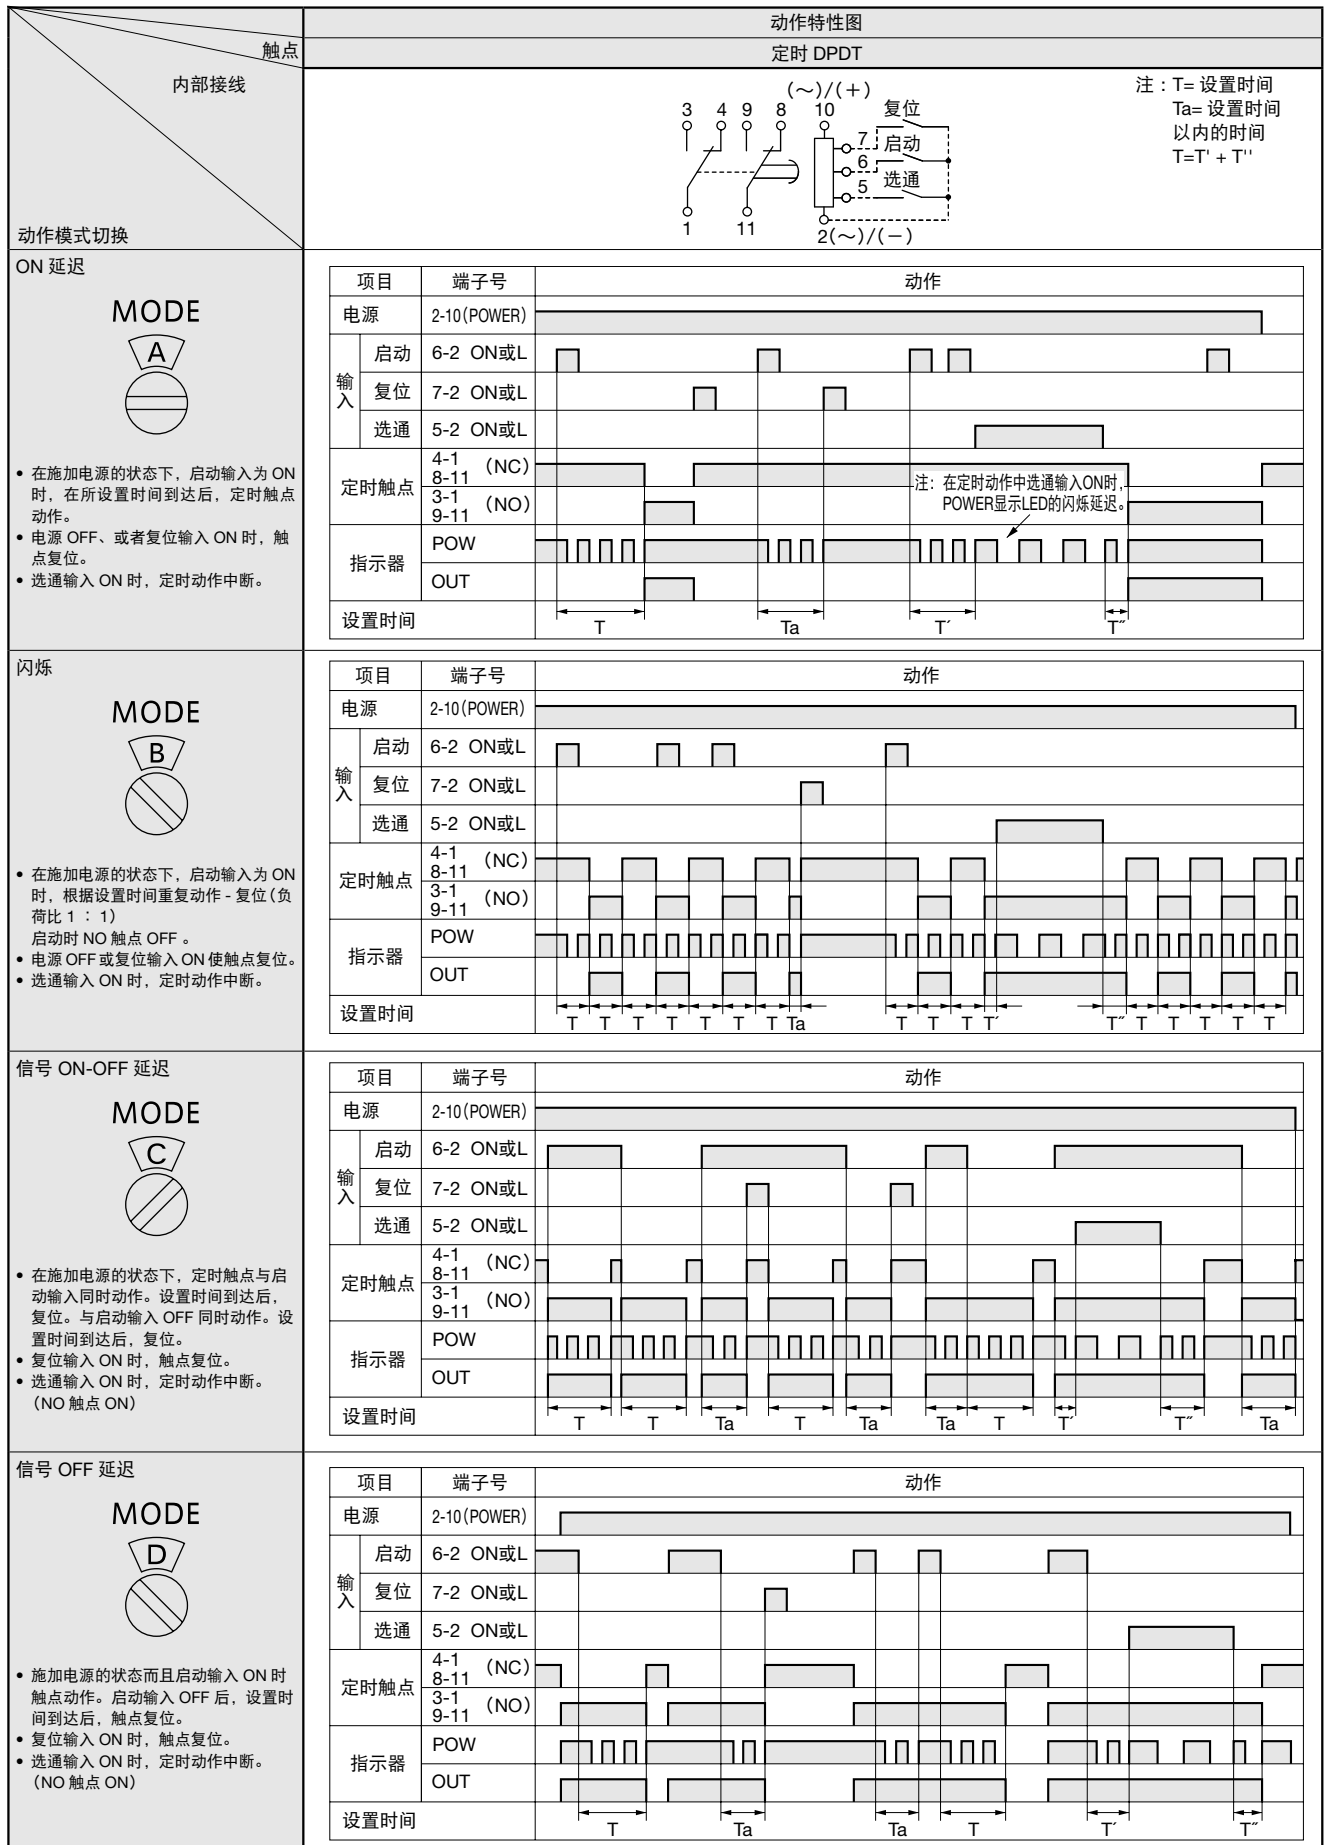 动作特性图
触点
定时 DPDT
内部接线
动作模式切换
(～)/(＋)
3 4 9 8 10
复位
7
启动
6
选通
5
1 11
2(～)/(－)
注：T= 设置时间
Ta= 设置时间
以内的时间
T=T' + T''
ON 延迟
MODE
A
• 在施加电源的状态下，启动输入为 ON
时，在所设置时间到达后，定时触点
动作。
• 电源 OFF、或者复位输入 ON 时，触
点复位。
• 选通输入 ON 时，定时动作中断。
项目 端子号 动作
电源 2-10(POWER)
输入
启动 6-2 ON或L
复位 7-2 ON或L
选通 5-2 ON或L
定时触点
4-1
8-11 (NC)
3-1
9-11 (NO)
注：在定时动作中选通输入ON时，
POWER显示LED的闪烁延迟。
指示器
POW
OUT
设置时间
T Ta T′ T″
闪烁
MODE
B
• 在施加电源的状态下，启动输入为 ON
时，根据设置时间重复动作 - 复位（负
荷比 1 ： 1）
启动时 NO 触点 OFF 。
• 电源 OFF 或复位输入 ON 使触点复位。
• 选通输入 ON 时，定时动作中断。
项目 端子号 动作
电源 2-10(POWER)
输入
启动 6-2 ON或L
复位 7-2 ON或L
选通 5-2 ON或L
定时触点
4-1
8-11 (NC)
3-1
9-11 (NO)
指示器
POW
OUT
设置时间
T T T T T T T Ta T T T T′ T″ T T T T T
信号 ON-OFF 延迟
MODE
C
• 在施加电源的状态下，定时触点与启
动输入同时动作。设置时间到达后，
复位。与启动输入 OFF 同时动作。设
置时间到达后，复位。
• 复位输入 ON 时，触点复位。
• 选通输入 ON 时，定时动作中断。
（NO 触点 ON）
项目 端子号 动作
电源 2-10(POWER)
输入
启动 6-2 ON或L
复位 7-2 ON或L
选通 5-2 ON或L
定时触点
4-1
8-11 (NC)
3-1
9-11 (NO)
指示器
POW
OUT
设置时间
T T Ta T Ta Ta T T′ T″ Ta
信号 OFF 延迟
MODE
D
• 施加电源的状态而且启动输入 ON 时
触点动作。启动输入 OFF 后，设置时
间到达后，触点复位。
• 复位输入 ON 时，触点复位。
• 选通输入 ON 时，定时动作中断。
（NO 触点 ON）
项目 端子号 动作
电源 2-10(POWER)
输入
启动 6-2 ON或L
复位 7-2 ON或L
选通 5-2 ON或L
定时触点
4-1
8-11 (NC)
3-1
9-11 (NO)
指示器
POW
OUT
设置时间
T Ta Ta T T′ T″